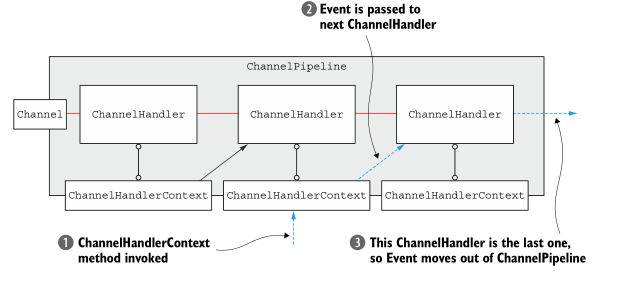 2 Event is passed to
next ChannelHandler
ChannelPipeline
Channel
ChannelHandler
ChannelHandler
ChannelHandler
ChannelHandlerContext
ChannelHandlerContext
ChannelHandlerContext
1 ChannelHandlerContext
method invoked
3 This ChannelHandler is the last one,
so Event moves out of ChannelPipeline